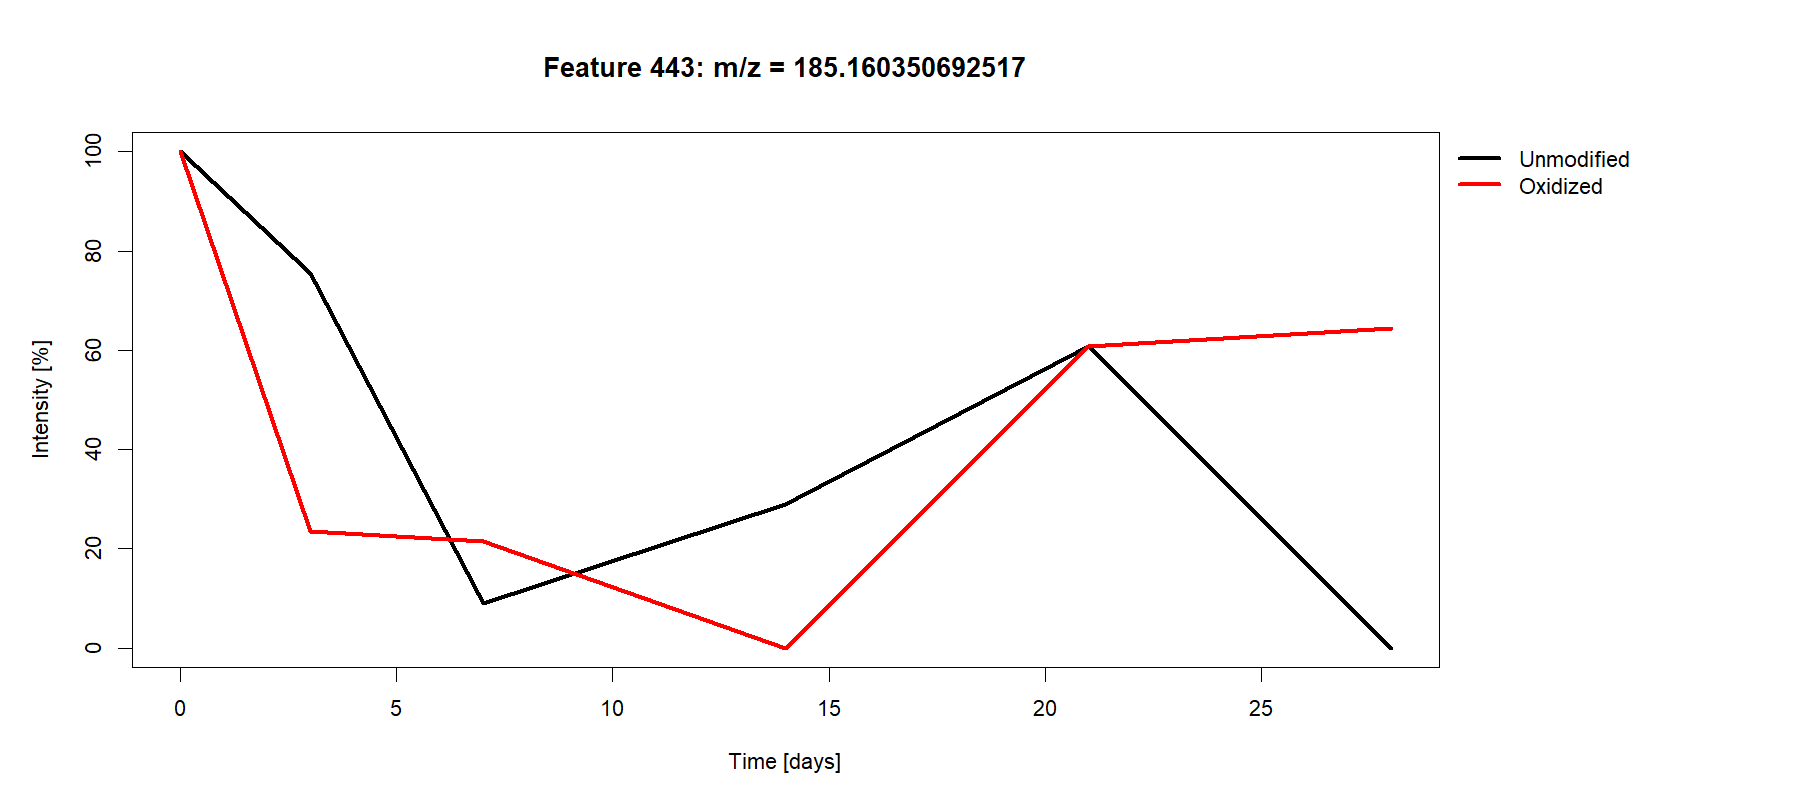 Feature 443: m/z = 185.160350692517
Unmodified
Oxidized
Intensity [%]
100
80
60
40
20
0
0 5 10 15 20 25
Time [days]